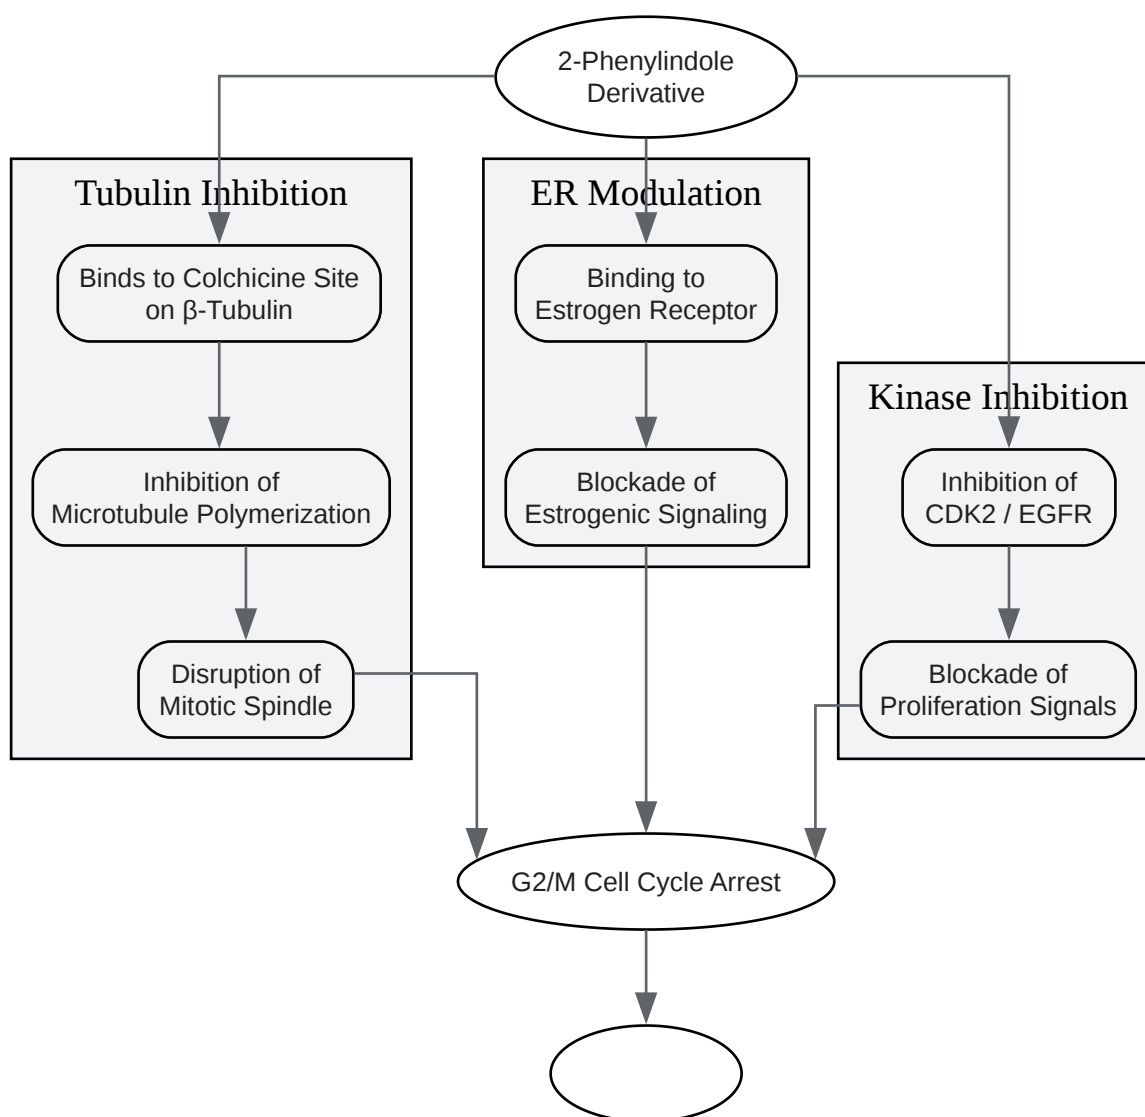 2-Phenylindole
Derivative
Tubulin Inhibition
ER Modulation
Binds to Colchicine Site
on β-Tubulin
Binding to
Estrogen Receptor
Kinase Inhibition
Inhibition of
Microtubule Polymerization
Blockade of
Estrogenic Signaling
Inhibition of
CDK2 / EGFR
Disruption of
Mitotic Spindle
Blockade of
Proliferation Signals
G2/M Cell Cycle Arrest